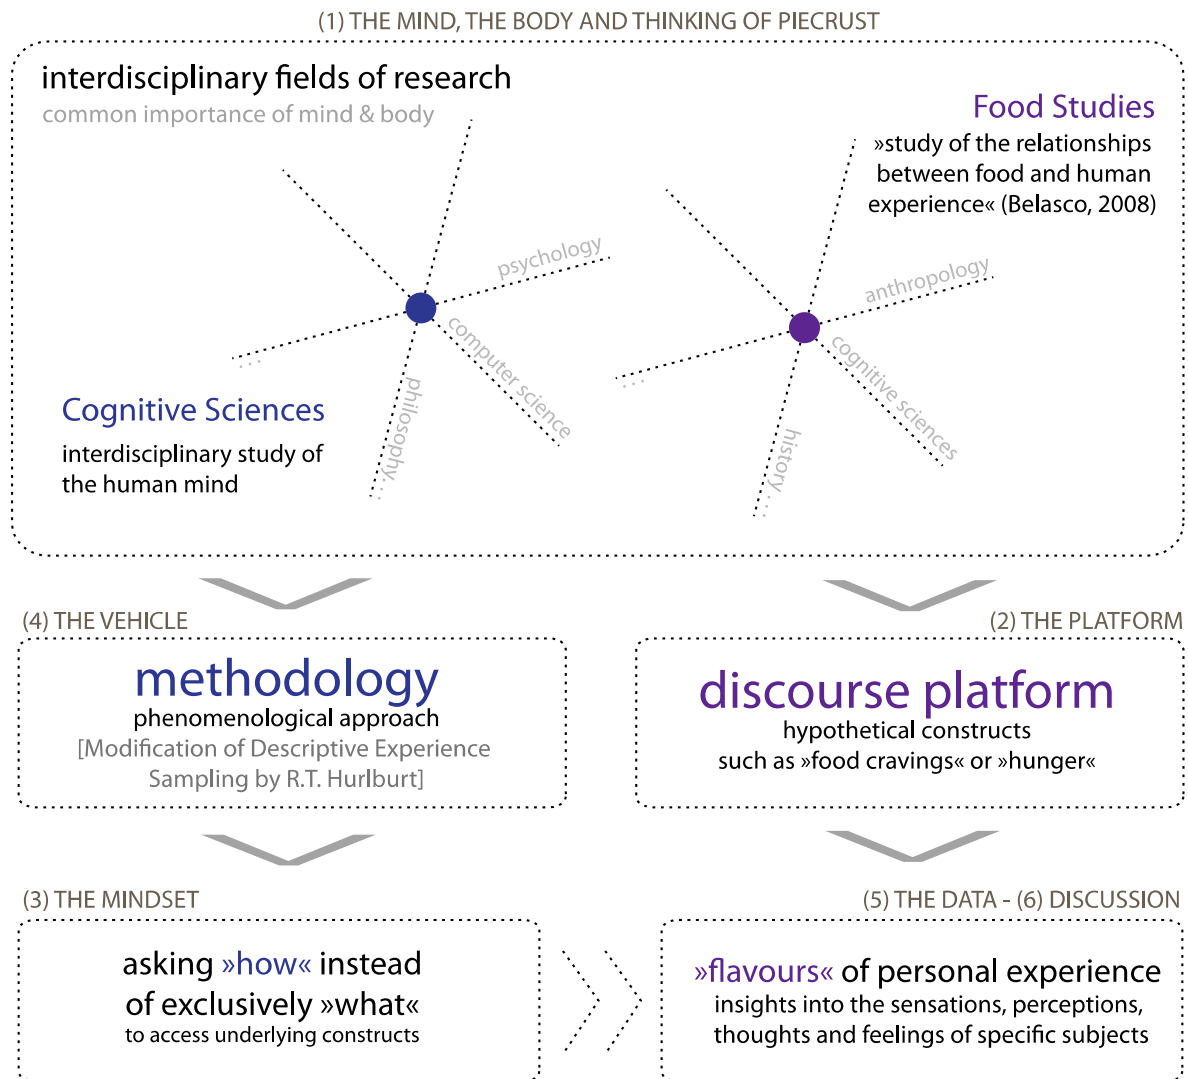 (1) THE MIND, THE BODY AND THINKING OF PIECRUST
interdisciplinary fields of research
common importance of mind & body
Food Studies
»study of the relationships
between food and human
experience« (Belasco, 2008)
psychology
computer science
philosophy
...
...
anthropology
cognitive sciences
history
...
...
Cognitive Sciences
interdisciplinary study of
the human mind
(4) THE VEHICLE
methodology
phenomenological approach
[Modification of Descriptive Experience
Sampling by R.T. Hurlburt]
(2) THE PLATFORM
discourse platform
hypothetical constructs
such as »food cravings« or »hunger«
(3) THE MINDSET
asking »how« instead
of exclusively »what«
to access underlying constructs
(5) THE DATA - (6) DISCUSSION
»flavours« of personal experience
insights into the sensations, perceptions,
thoughts and feelings of specific subjects